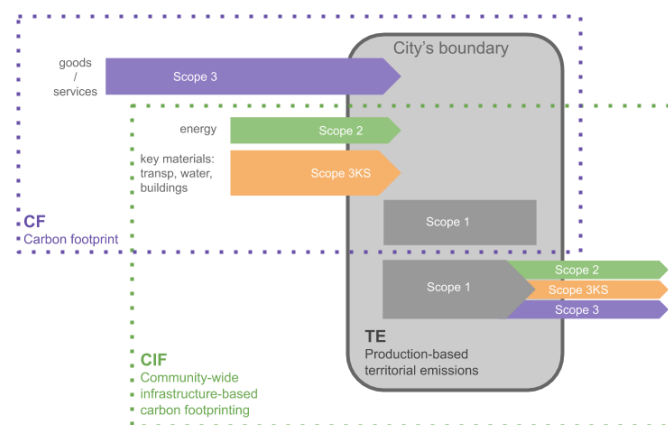 City's boundary
goods
/
services
Scope 3
energy
Scope 2
key materials:
transp, water,
buildings
Scope 3KS
Scope 1
CF
Carbon footprint
Scope 1
Scope 2
Scope 3KS
Scope 3
TE
Production-based
territorial emissions
CIF
Community-wide
infrastructure-based
carbon footprinting